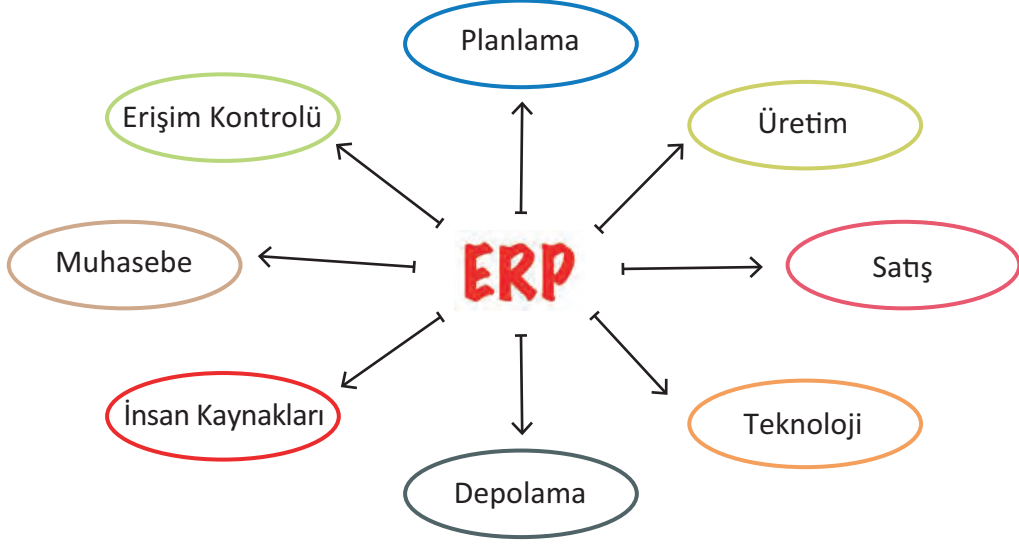 Planlama
Erişim Kontrolü
Üretim
Muhasebe
ERP
Satış
İnsan Kaynakları
Teknoloji
Depolama